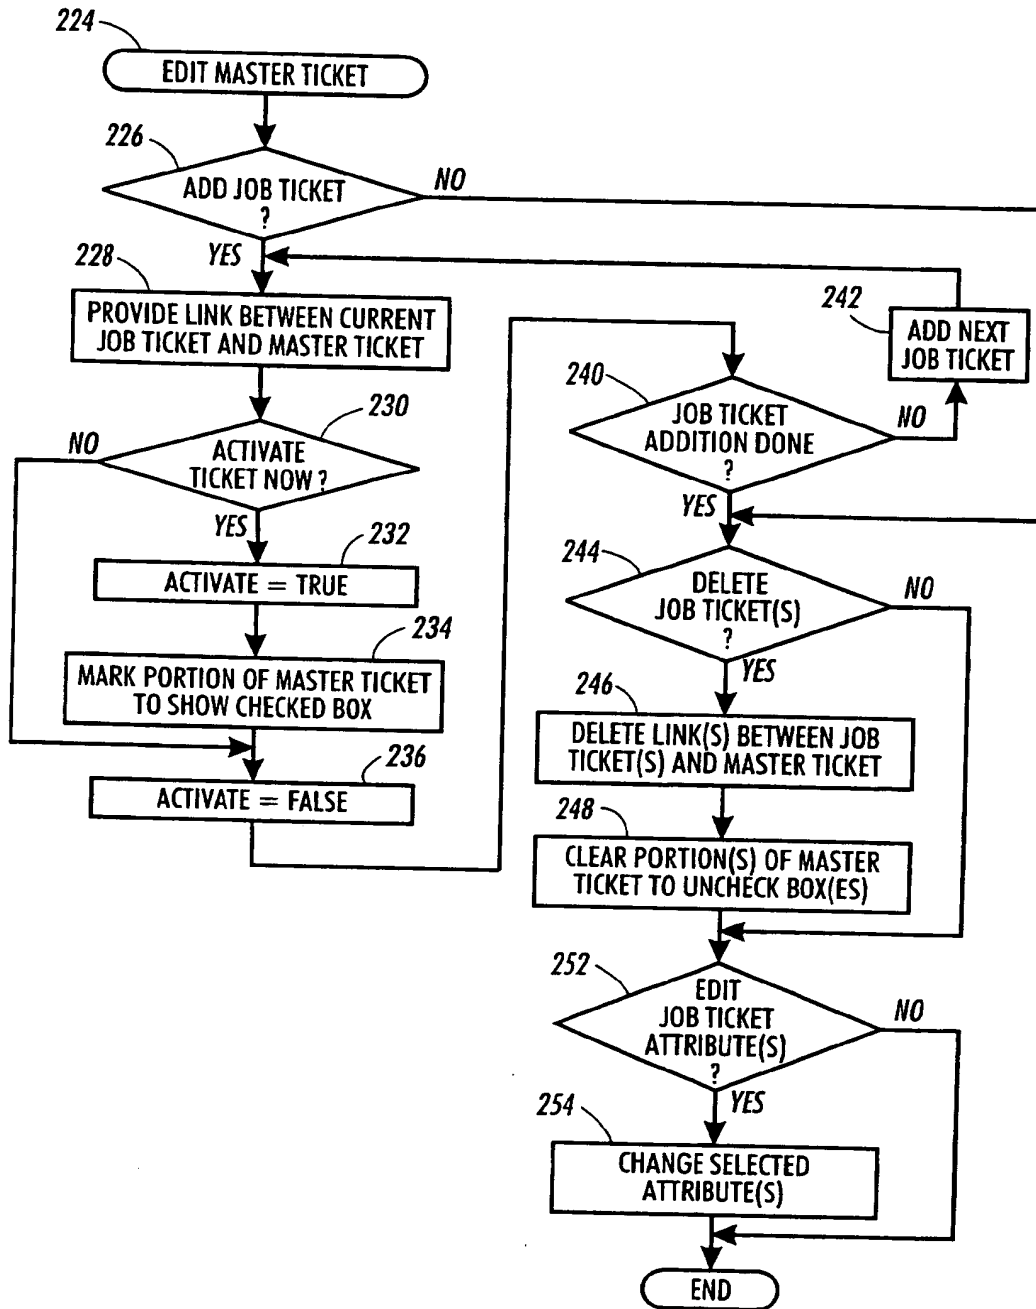 224
EDIT MASTER TICKET
226
ADD JOB TICKET
?
NO
YES
228
PROVIDE LINK BETWEEN CURRENT
JOB TICKET AND MASTER TICKET
230
NO
ACTIVATE
TICKET NOW ?
YES
232
ACTIVATE = TRUE
234
MARK PORTION OF MASTER TICKET
TO SHOW CHECKED BOX
236
ACTIVATE = FALSE
240
JOB TICKET
ADDITION DONE
?
NO
YES
242
ADD NEXT
JOB TICKET
244
DELETE
JOB TICKET(S)
?
NO
YES
246
DELETE LINK(S) BETWEEN JOB
TICKET(S) AND MASTER TICKET
248
CLEAR PORTION(S) OF MASTER
TICKET TO UNCHECK BOX(ES)
252
EDIT
JOB TICKET
ATTRIBUTE(S)
?
NO
YES
254
CHANGE SELECTED
ATTRIBUTE(S)
END